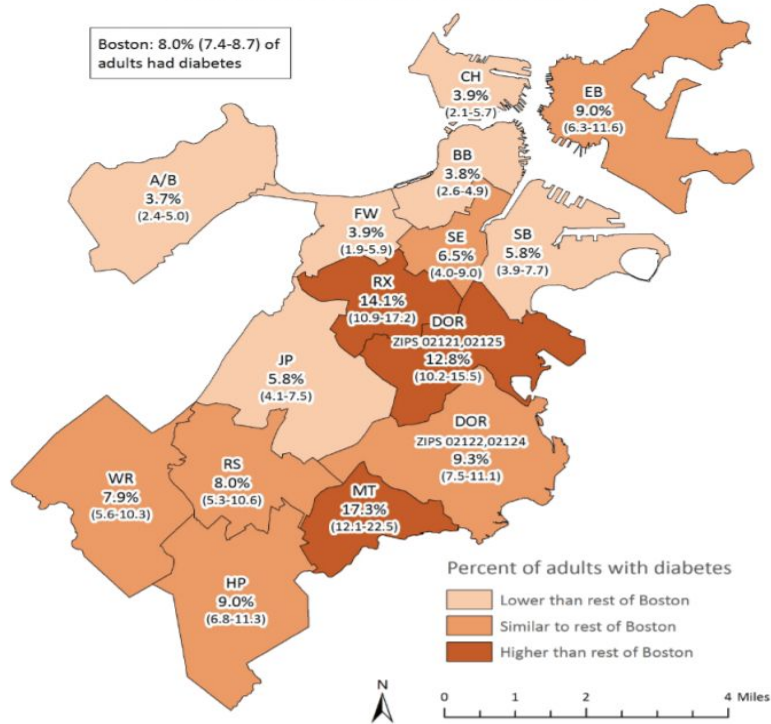 Boston: 8.0% (7.4-8.7) of
adults had diabetes
CH
3.9%
(2.1-5.7)
EB
9.0%
(6.3-11.6)
BB
3.8%
(2.6-4.9)
A/B
3.7%
(2.4-5.0)
FW
3.9%
(1.9-5.9)
SE
6.5%
(4.0-9.0)
SB
5.8%
(3.9-7.7)
RX
14.1%
(10.9-17.2)
DOR
ZIPS 02121,02125
12.8%
(10.2-15.5)
JP
5.8%
(4.1-7.5)
DOR
ZIPS 02122,02124
9.3%
(7.5-11.1)
WR
7.9%
(5.6-10.3)
RS
8.0%
(5.3-10.6)
MT
17.3%
(12.1-22.5)
HP
9.0%
(6.8-11.3)
Percent of adults with diabetes
Lower than rest of Boston
Similar to rest of Boston
Higher than rest of Boston
N
0 1 2 4 Miles